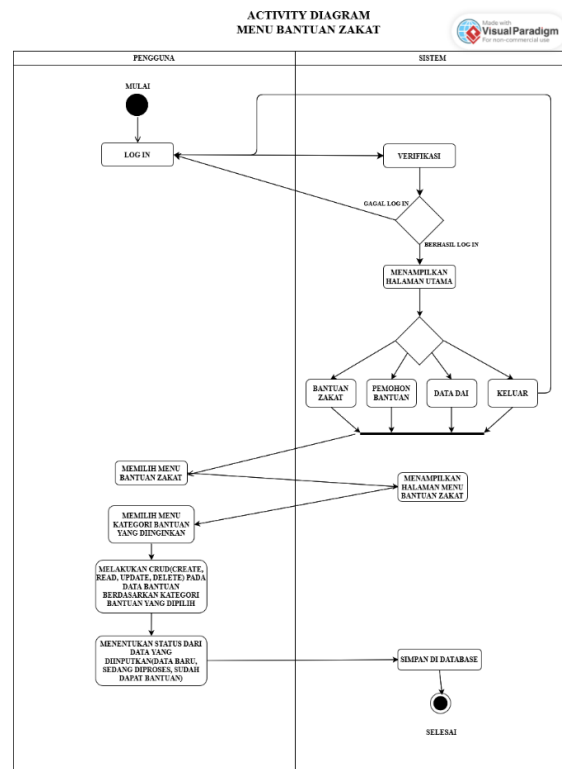 ACTIVITY DIAGRAM
MENU BANTUAN ZAKAT
Made with
Visual Paradigm
For non-commercial use
PENGGUNA
SISTEM
MULAI
LOG IN
VERIFIKASI
GAGAL LOG IN
BERHASIL LOG IN
MENAMPILKAN
HALAMAN UTAMA
BANTUAN
ZAKAT
PEMOHON
BANTUAN
DATA DAI
KELUAR
MEMILIH MENU
BANTUAN ZAKAT
MENAMPILKAN
HALAMAN MENU
BANTUAN ZAKAT
MEMILIH MENU
KATEGORI BANTUAN
YANG DIINGINKAN
MELAKUKAN CRUD(CREATE,
READ, UPDATE, DELETE) PADA
DATA BANTUAN
BERDASARKAN KATEGORI
BANTUAN YANG DIPILIH
MENENTUKAN STATUS DARI
DATA YANG
DIINPUTKAN(DATA BARU,
SEDANG DIPROSES, SUDAH
DAPAT BANTUAN)
SIMPAN DI DATABASE
SELESAI